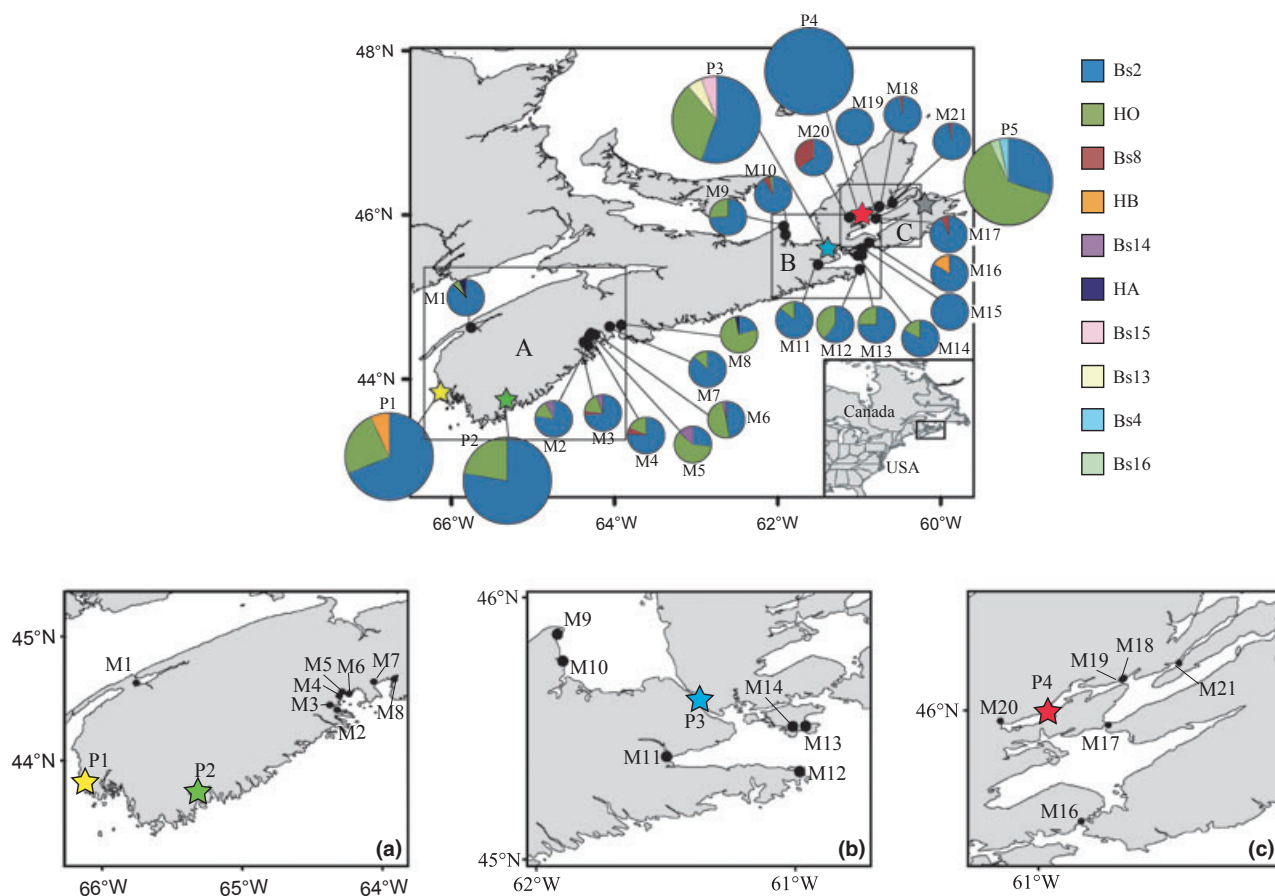 48°N
46°N
44°N
66°W
64°W
62°W
60°W
P4
P3
M18
M19
M21
P5
M20
M10
M9
M17
M16
M15
M14
M13
M12
M11
C
B
A
M1
M8
M7
M6
M5
M4
M3
M2
P1
P2
Canada
USA
Bs2
HO
Bs8
HB
Bs14
HA
Bs15
Bs13
Bs4
Bs16
45°N
44°N
66°W
65°W
64°W
M1
M5
M6
M7
M4
M3
M8
M2
P1
P2
(a)
46°N
45°N
62°W
61°W
M9
M10
P3
M14
M13
M11
M12
(b)
46°N
61°W
M18
M19
P4
M21
M20
M17
M16
(c)